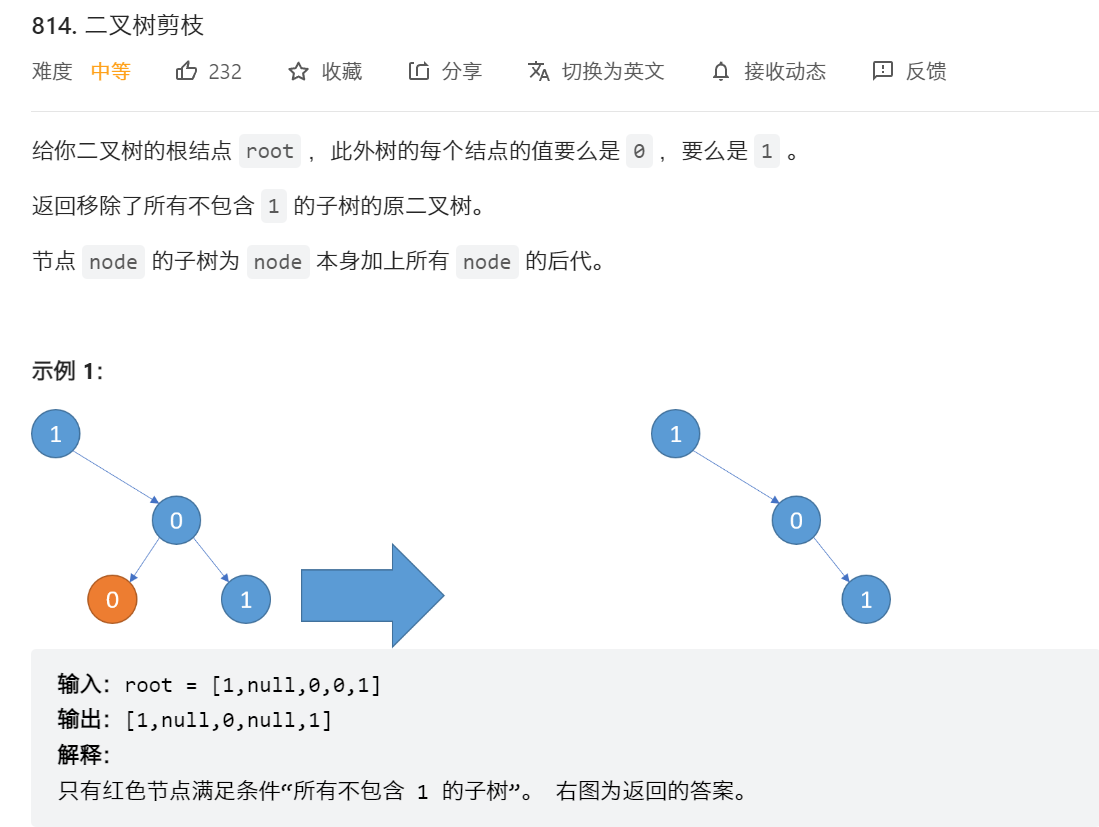 814. 二叉树剪枝
难度 中等 232 收藏 分享 切换为英文 接收动态 反馈
给你二叉树的根结点 root ，此外树的每个结点的值要么是 0 ，要么是 1 。
返回移除了所有不包含 1 的子树的原二叉树。
节点 node 的子树为 node 本身加上所有 node 的后代。
示例 1：
1 1
0 0
0 1 1
输入：root = [1,null,0,0,1]
输出：[1,null,0,null,1]
解释：
只有红色节点满足条件“所有不包含 1 的子树”。 右图为返回的答案。